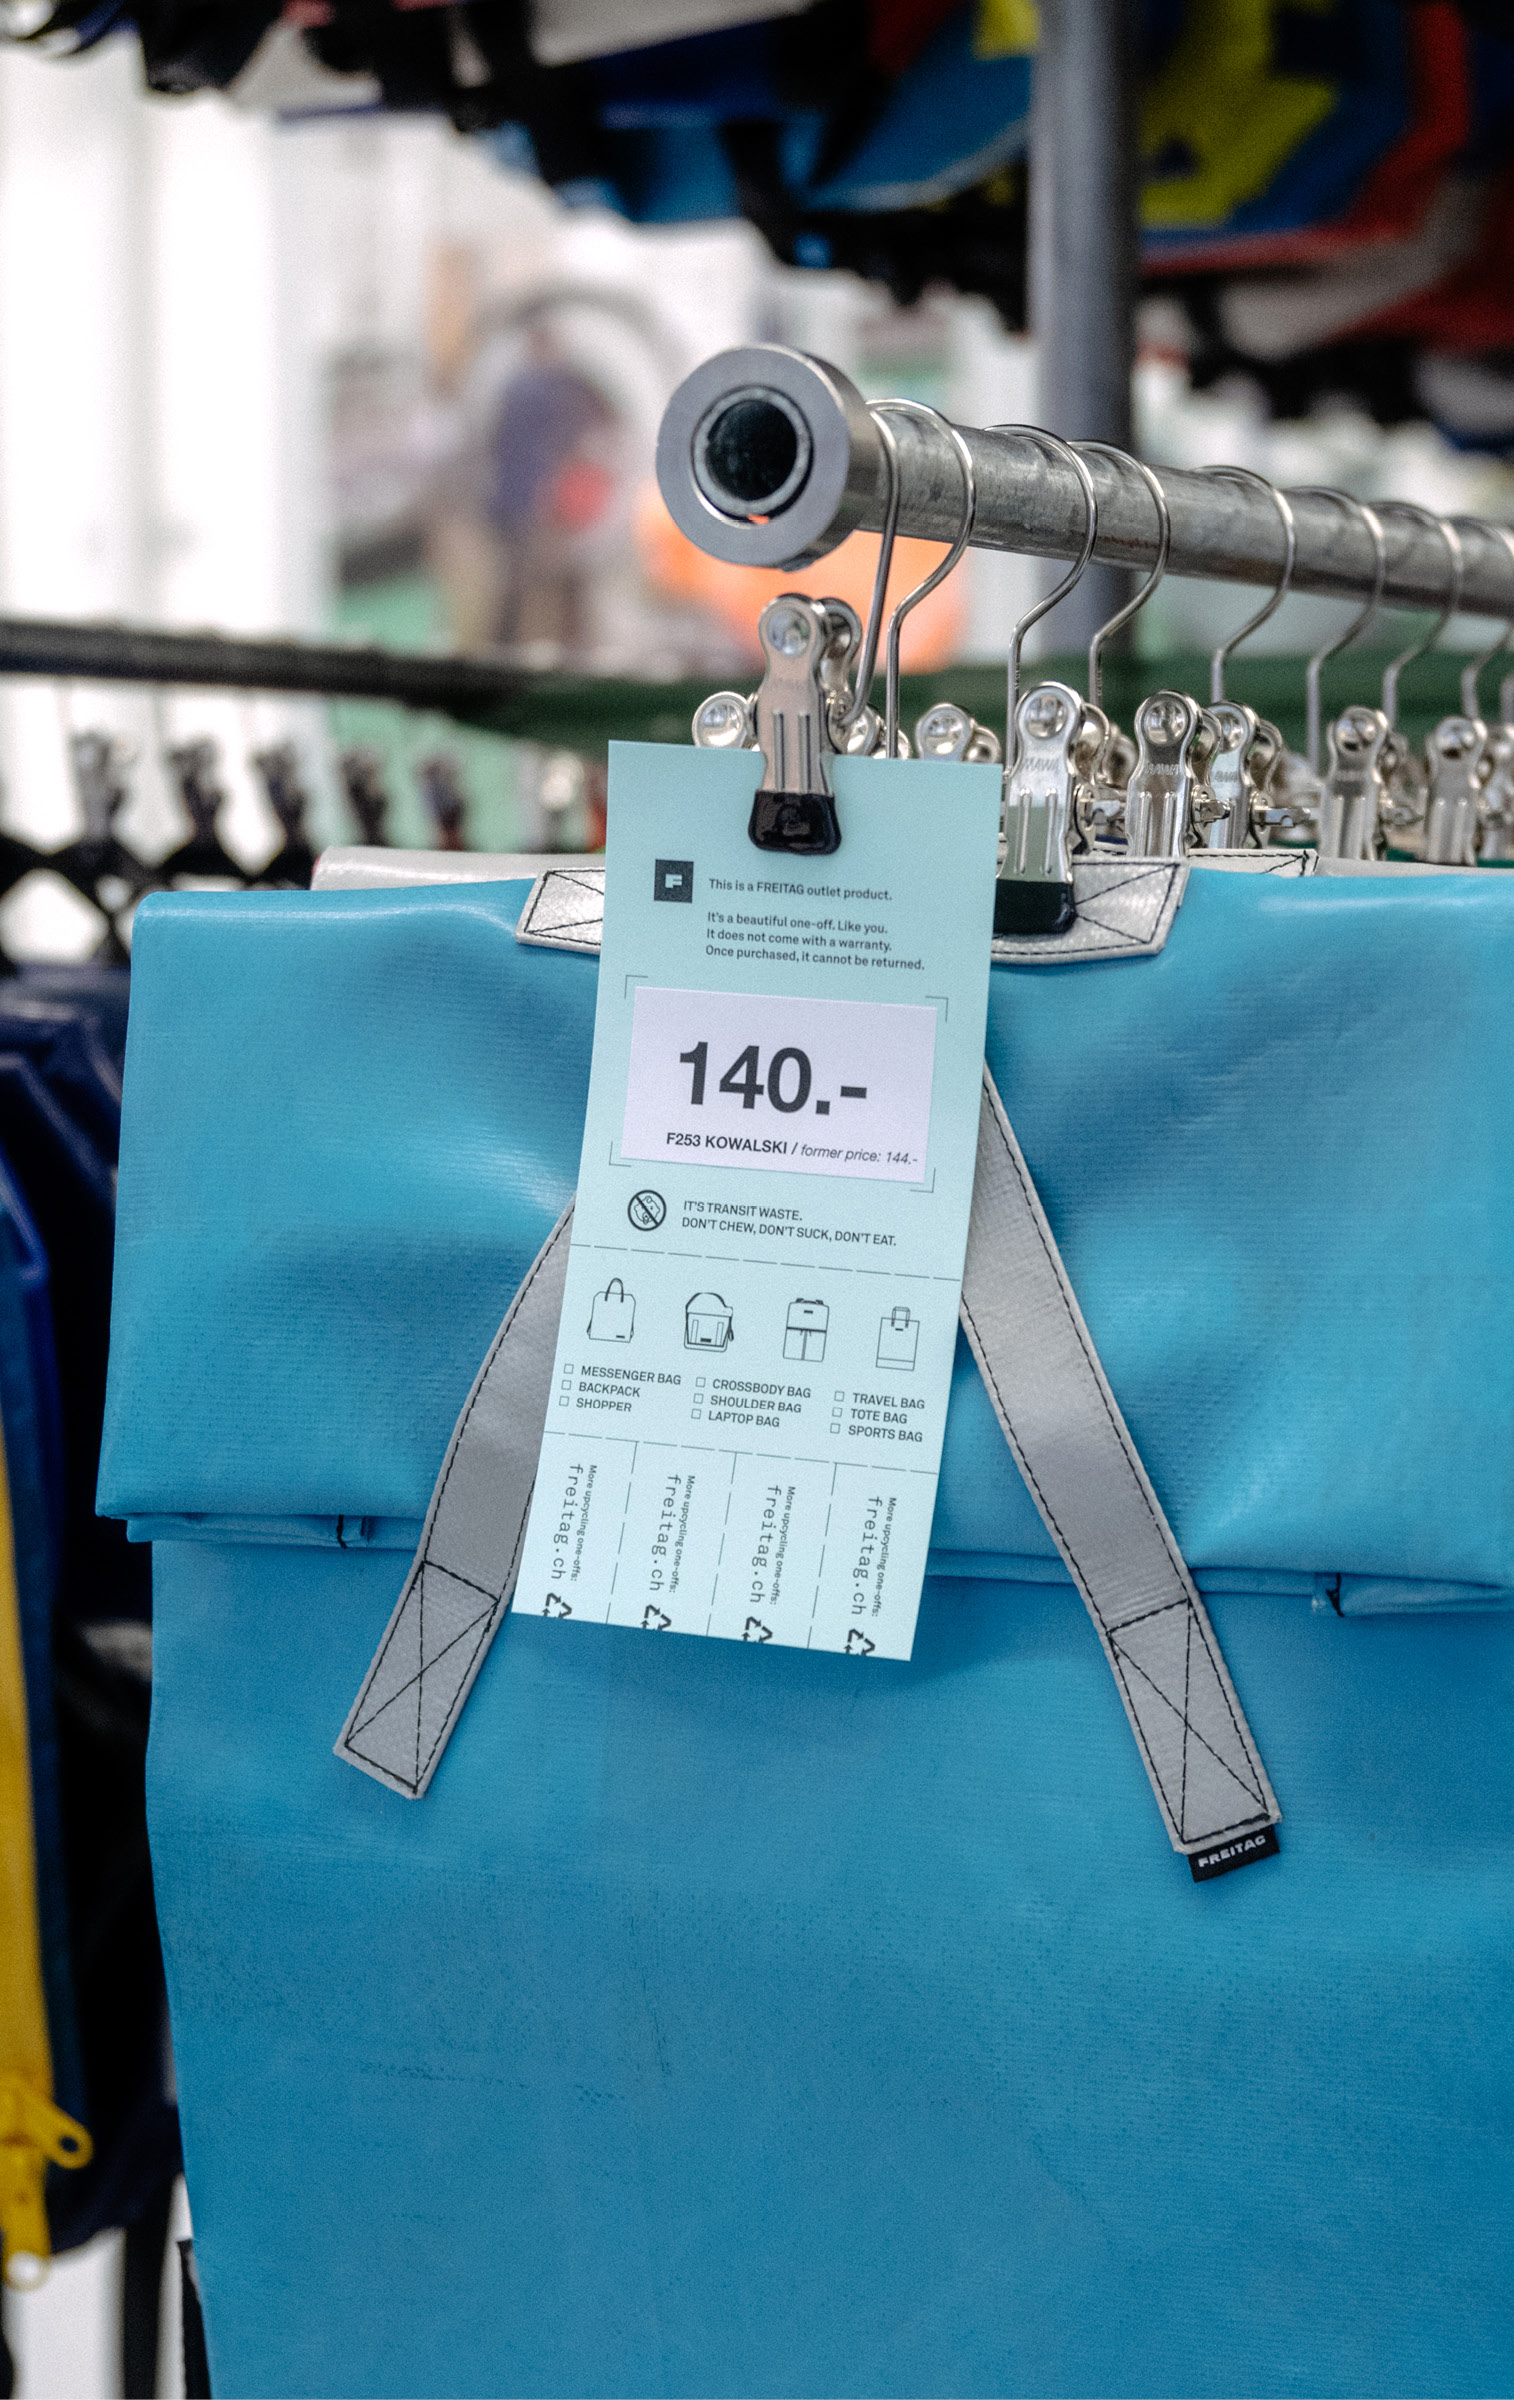 MAWA
MAWA
MAWA
F
This is a FREITAG outlet product.
It's a beautiful one-off. Like you.
It does not come with a warranty.
Once purchased, it cannot be returned.
140.-
F253 KOWALSKI / former price: 144.-
IT'S TRANSIT WASTE.
DON'T CHEW, DON'T SUCK, DON'T EAT.
☐ MESSENGER BAG
☐ BACKPACK
☐ SHOPPER
☐ CROSSBODY BAG
☐ SHOULDER BAG
☐ LAPTOP BAG
☐ TRAVEL BAG
☐ TOTE BAG
☐ SPORTS BAG
More upcycling one-offs:
freitag.ch
More upcycling one-offs:
freitag.ch
More upcycling one-offs:
freitag.ch
More upcycling one-offs:
freitag.ch
FREITAG